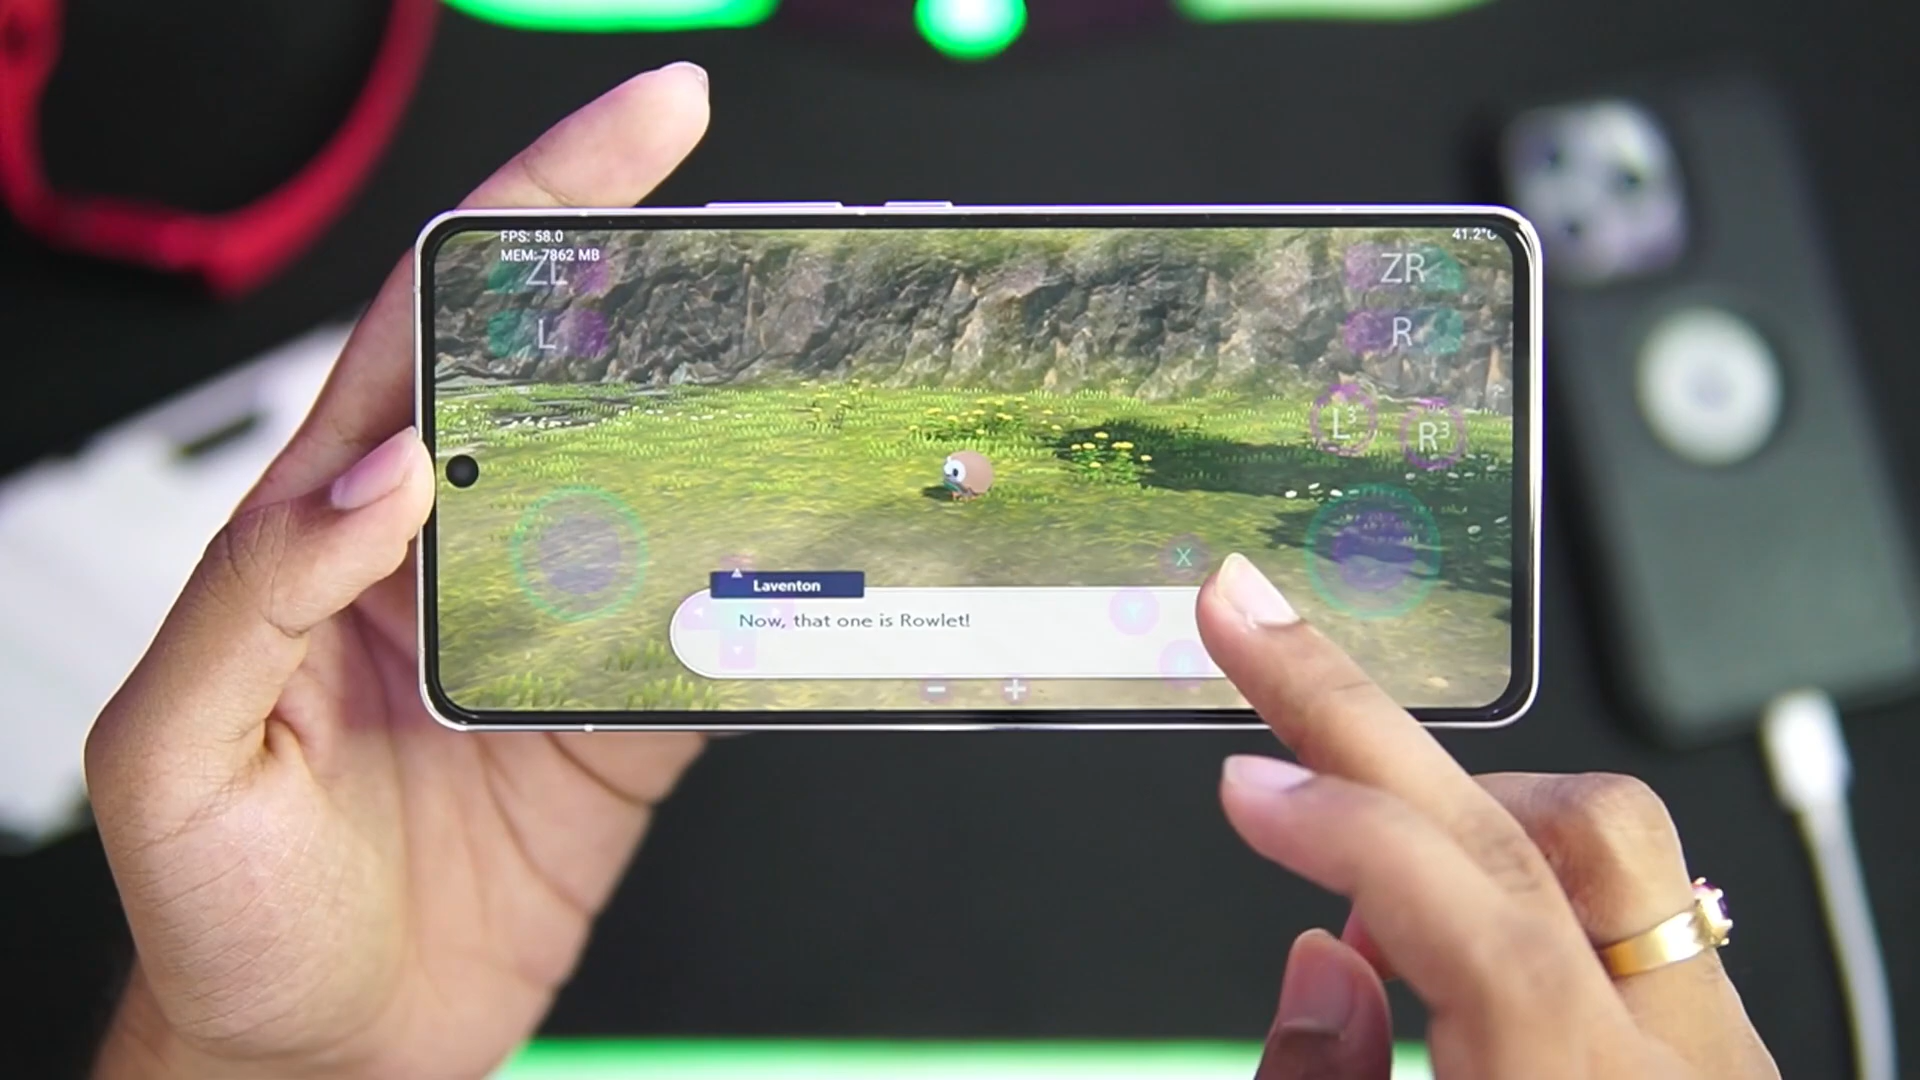 FPS: 58.0
41.2°C
MEM: 7862 MB
ZL
ZR
L
R
L3
R3
X
Laventon
Now, that one is Rowlet!
Y
B
- +